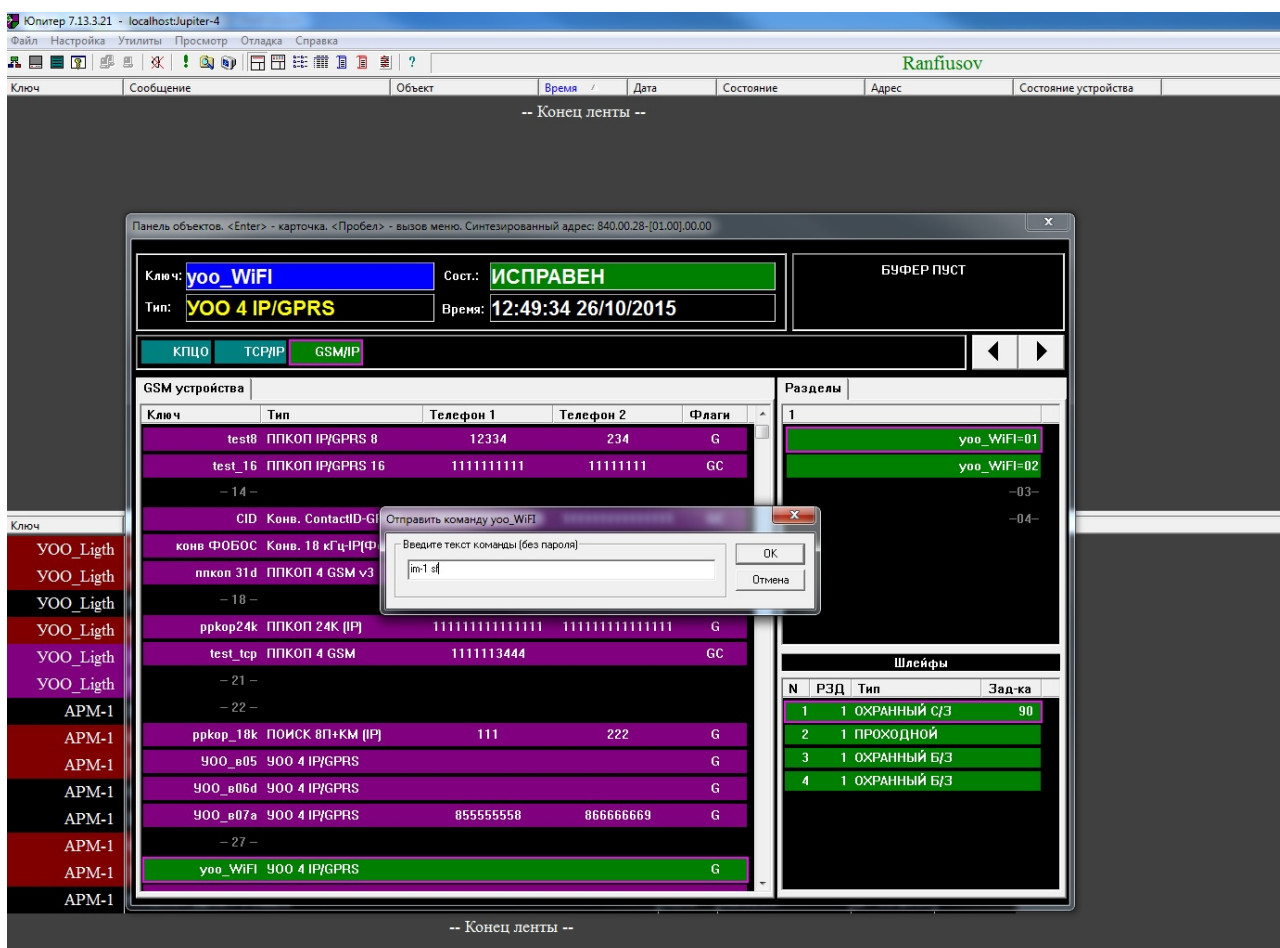 Юпитер 7.13.3.21 - localhost:Jupiter-4
Файл Настройка Утилиты Просмотр Отладка Справка
Ranfiusov
Ключ Сообщение Объект Время / Дата Состояние Адрес Состояние устройства
-- Конец ленты --
Панель объектов. <Enter> - карточка. <Пробел> - вызов меню. Синтезированный адрес: 840.00.28-[01.00].00.00
Ключ: yoo_WiFI Сост.: ИСПРАВЕН БУФЕР ПУСТ
Тип: УОО 4 IP/GPRS Время: 12:49:34 26/10/2015
КПЦО TCP/IP GSM/IP
GSM устройства Разделы
Ключ Тип Телефон 1 Телефон 2 Флаги 1
test8 ППКОП IP/GPRS 8 12334 234 G yoo_WiFI=01
test_16 ППКОП IP/GPRS 16 1111111111 11111111 GC yoo_WiFI=02
–14– –03–
CID Конв. ContactID-G –04–
Отправить команду yoo_WiFI
Ключ
Введите текст команды (без пароля)
im-1 sf
OK
Отмена
конв ФОБОС Конв. 18 кГц-IP(Ф
ппкоп 31d ППКОП 4 GSM v3
–18–
ppkop24k ППКОП 24К (IP) 11111111111111 11111111111111 G
test_tcp ППКОП 4 GSM 1111113444 GC
–21–
–22–
ppkop_18k ПОИСК 8П+КМ (IP) 111 222 G
УОО_в05 УОО 4 IP/GPRS G
УОО_в06d УОО 4 IP/GPRS G
УОО_в07a УОО 4 IP/GPRS 855555558 866666669 G
–27–
yoo_WiFI УОО 4 IP/GPRS G
Шлейфы
N РЗД Тип Зад-ка
1 1 ОХРАННЫЙ С/З 90
2 1 ПРОХОДНОЙ
3 1 ОХРАННЫЙ Б/З
4 1 ОХРАННЫЙ Б/З
УОО_Ligth
УОО_Ligth
УОО_Ligth
УОО_Ligth
УОО_Ligth
УОО_Ligth
АРМ-1
АРМ-1
АРМ-1
АРМ-1
АРМ-1
АРМ-1
АРМ-1
АРМ-1
-- Конец ленты --